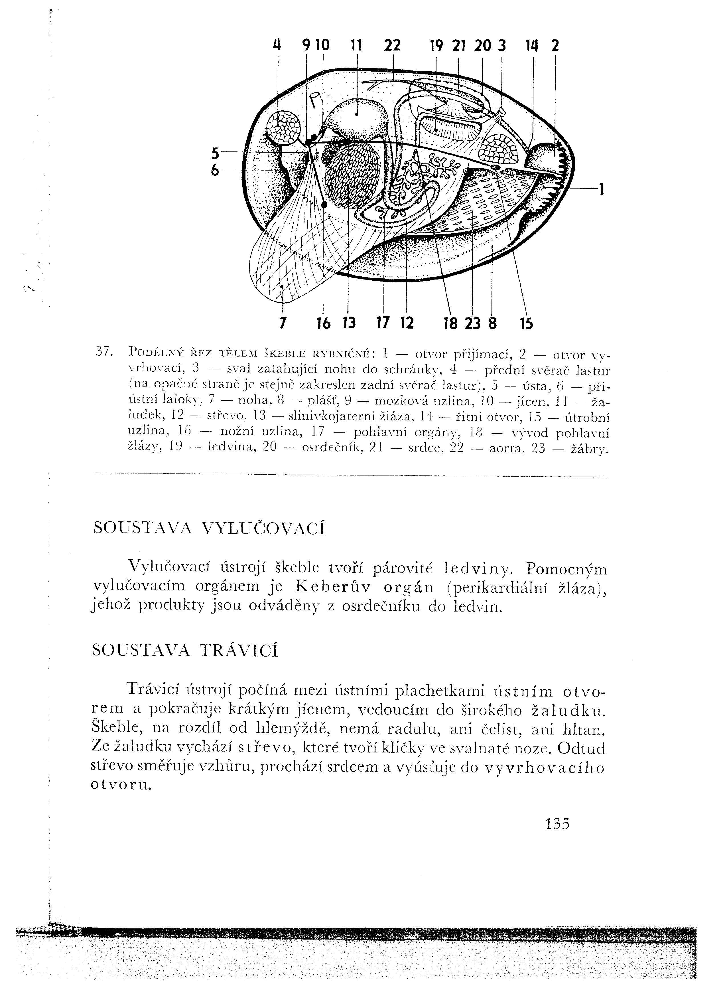 4 9 10 11 22 19 21 20 3 14 2
5
6
1
7 16 13 17 12 18 23 8 15
37. PODÉLNÝ ŘEZ TĚLEM ŠKEBLE RYBNIČNÉ: 1 — otvor přijímací, 2 — otvor vy-
vrhovací, 3 — sval zatahující nohu do schránky, 4 — přední svěrač lastur
(na opačné straně je stejně zakreslen zadní svěrač lastur), 5 — ústa, 6 — pří-
ústní laloky, 7 — noha, 8 — plášť, 9 — mozková uzlina, 10 — jícen, 11 — ža-
ludek, 12 — střevo, 13 — slinivkojaterní žláza, 14 — řitní otvor, 15 — útrobní
uzlina, 16 — nožní uzlina, 17 — pohlavní orgány, 18 — vývod pohlavní
žlázy, 19 — ledvina, 20 — osrdečník, 21 — srdce, 22 — aorta, 23 — žábry.
SOUSTAVA VYLUČOVACÍ
Vylučovací ústrojí škeble tvoří párovité ledviny. Pomocným
vylučovacím orgánem je Keberův orgán (perikardiální žláza),
jehož produkty jsou odváděny z osrdečníku do ledvin.
SOUSTAVA TRÁVICÍ
Trávicí ústrojí počíná mezi ústními plachetkami ústním otvo-
rem a pokračuje krátkým jícnem, vedoucím do širokého žaludku.
Škeble, na rozdíl od hlemýždě, nemá radulu, ani čelist, ani hltan.
Ze žaludku vychází střevo, které tvoří kličky ve svalnaté noze. Odtud
střevo směřuje vzhůru, prochází srdcem a vyúsťuje do vyvrhovacího
otvoru.
135